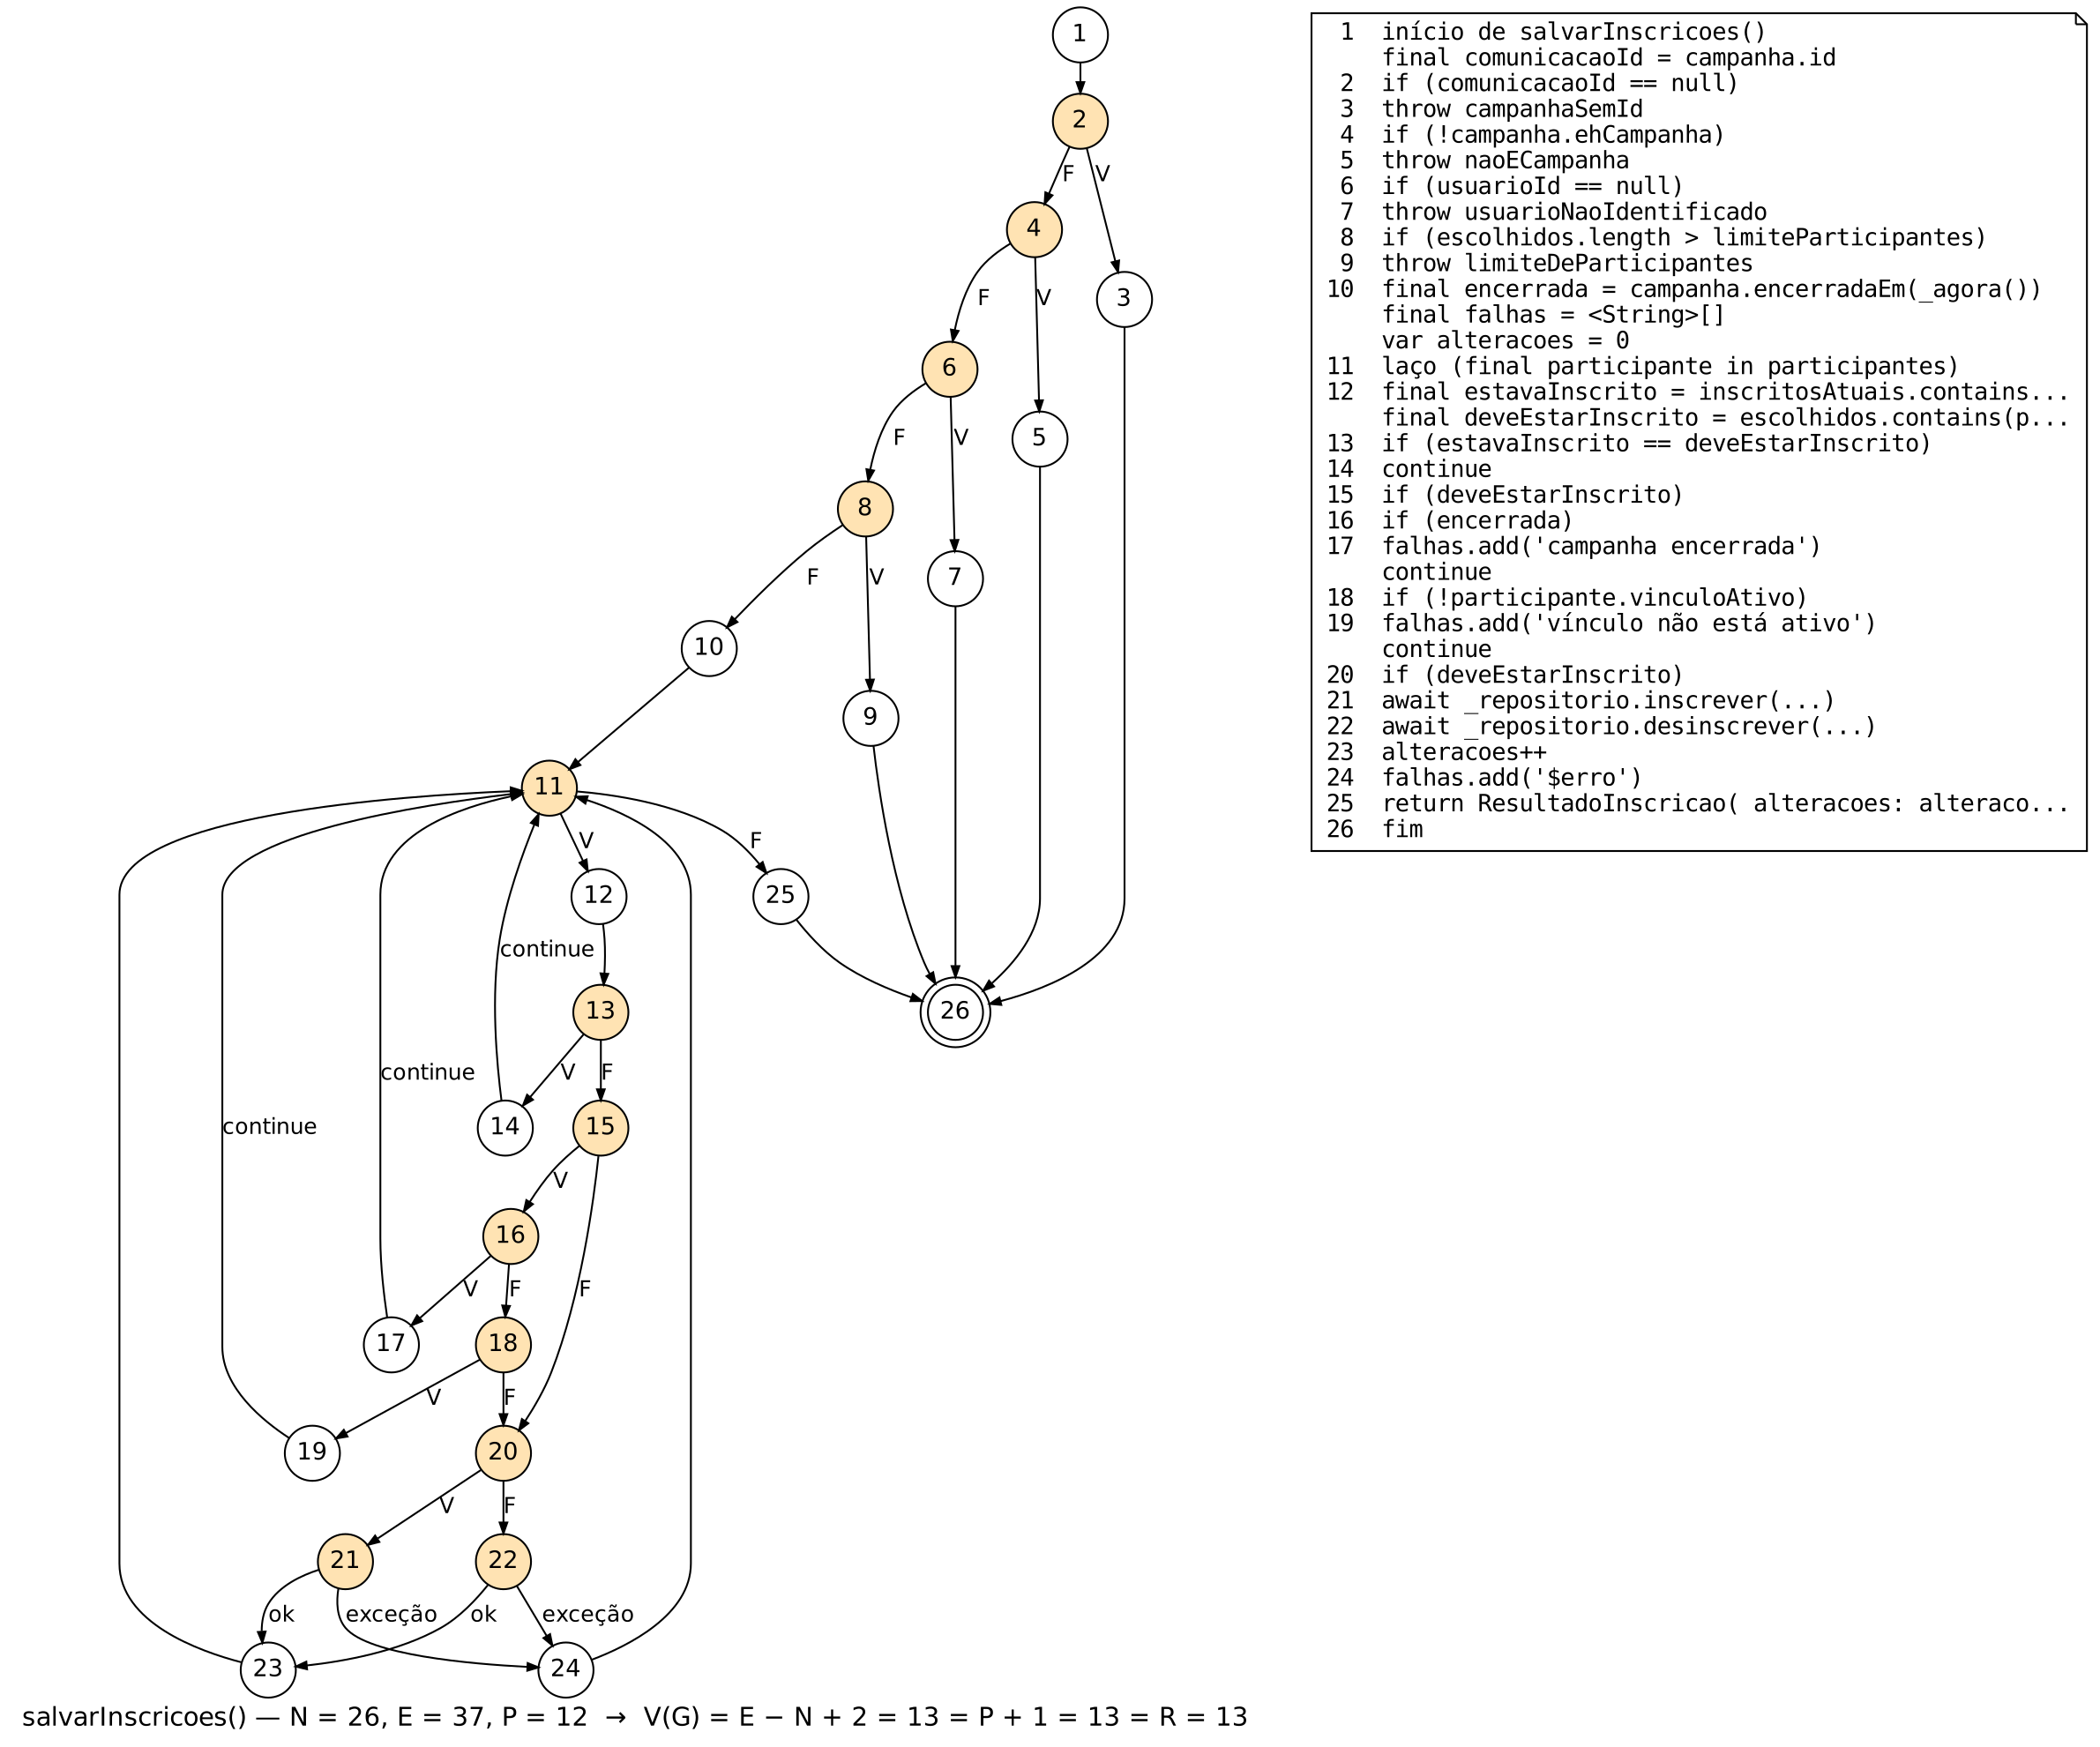 1
2
F
V
4
3
F
V
6
5
F
V
8
7
F
V
10
9
11
V
F
12
25
continue
13
26
continue
V
F
14
15
continue
V
16
V
F
F
17
18
V
F
19
20
V
F
21
22
ok
exceção
ok
exceção
23
24
salvarInscricoes() — N = 26, E = 37, P = 12 → V(G) = E − N + 2 = 13 = P + 1 = 13 = R = 13
1 início de salvarInscricoes()
final comunicacaoId = campanha.id
2 if (comunicacaoId == null)
3 throw campanhaSemId
4 if (!campanha.ehCampanha)
5 throw naoECampanha
6 if (usuarioId == null)
7 throw usuarioNaoIdentificado
8 if (escolhidos.length > limiteParticipantes)
9 throw limiteDeParticipantes
10 final encerrada = campanha.encerradaEm(_agora())
final falhas = <String>[]
var alteracoes = 0
11 laço (final participante in participantes)
12 final estavaInscrito = inscritosAtuais.contains...
final deveEstarInscrito = escolhidos.contains(p...
13 if (estavaInscrito == deveEstarInscrito)
14 continue
15 if (deveEstarInscrito)
16 if (encerrada)
17 falhas.add('campanha encerrada')
continue
18 if (!participante.vinculoAtivo)
19 falhas.add('vínculo não está ativo')
continue
20 if (deveEstarInscrito)
21 await _repositorio.inscrever(...)
22 await _repositorio.desinscrever(...)
23 alteracoes++
24 falhas.add('$erro')
25 return ResultadoInscricao( alteracoes: alteraco...
26 fim